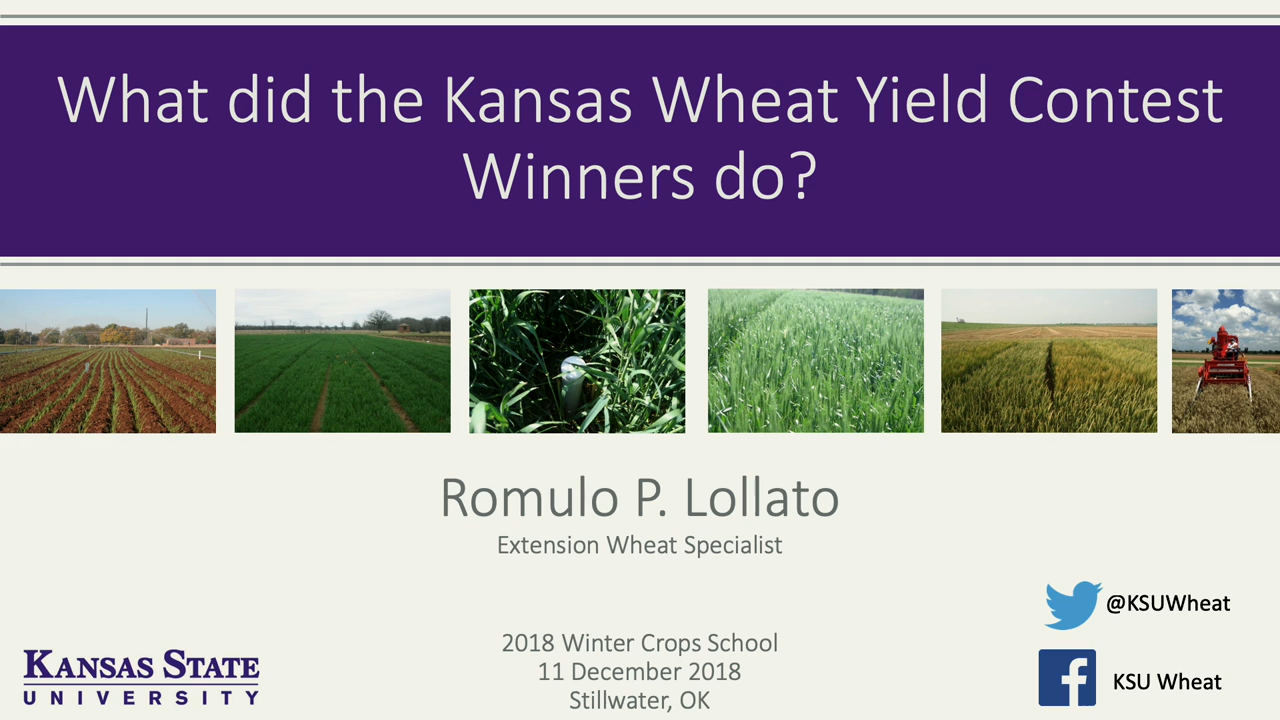 What did the Kansas Wheat Yield Contest
Winners do?
Romulo P. Lollato
Extension Wheat Specialist
@KSUWheat
2018 Winter Crops School
11 December 2018
Stillwater, OK
KANSAS STATE
UNIVERSITY
KSU Wheat